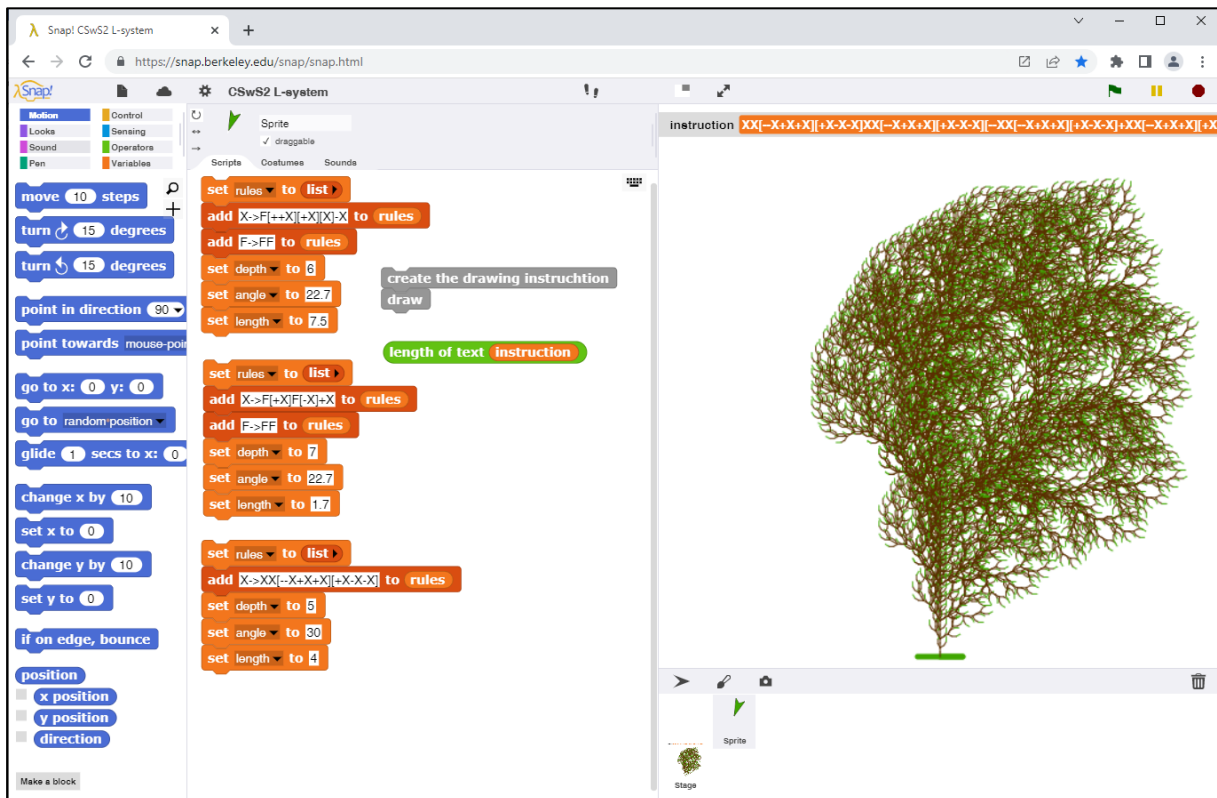 Snap! CSwS2 L-system
https://snap.berkeley.edu/snap/snap.html
Snap!
CSwS2 L-system
Motion
Control
Looks
Sensing
Sound
Operators
Pen
Variables
Sprite
draggable
Scripts Costumes Sounds
instruction XX[--X+X+X][+X-X-X]XX[--X+X+X][+X-X-X][--XX[--X+X+X][+X-X-X]+XX[--X+X+X][+X
move 10 steps
turn 15 degrees
turn 15 degrees
point in direction 90
point towards mouse-poin
go to x: 0 y: 0
go to random position
glide 1 secs to x: 0
change x by 10
set x to 0
change y by 10
set y to 0
if on edge, bounce
position
x position
y position
direction
Make a block
set rules to list
add X->F[++X][+X][X]-X to rules
add F->FF to rules
set depth to 6
set angle to 22.7
set length to 7.5
create the drawing instruchtion
draw
length of text instruction
set rules to list
add X->F[+X]F[-X]+X to rules
add F->FF to rules
set depth to 7
set angle to 22.7
set length to 1.7
set rules to list
add X->XX[--X+X+X][+X-X-X] to rules
set depth to 5
set angle to 30
set length to 4
Sprite
Stage